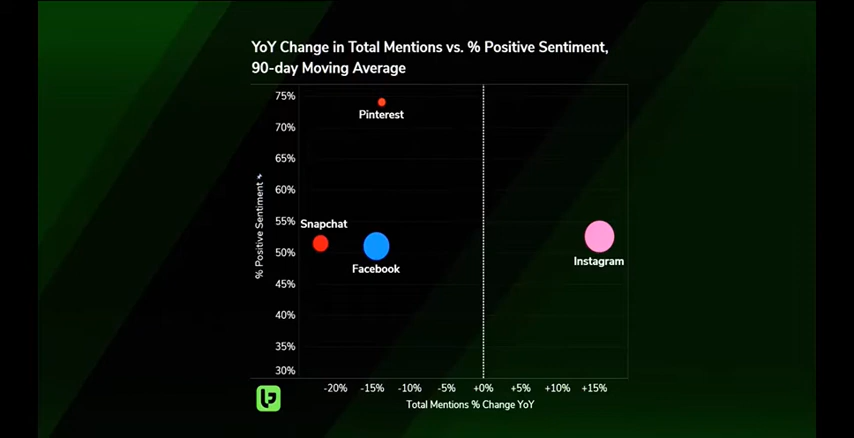 YoY Change in Total Mentions vs. % Positive Sentiment,
90-day Moving Average
75%
Pinterest
70%
65%
60%
55%
Snapchat
50%
Facebook
Instagram
45%
40%
35%
30%
% Positive Sentiment
-20% -15% -10% -5% +0% +5% +10% +15%
Total Mentions % Change YoY